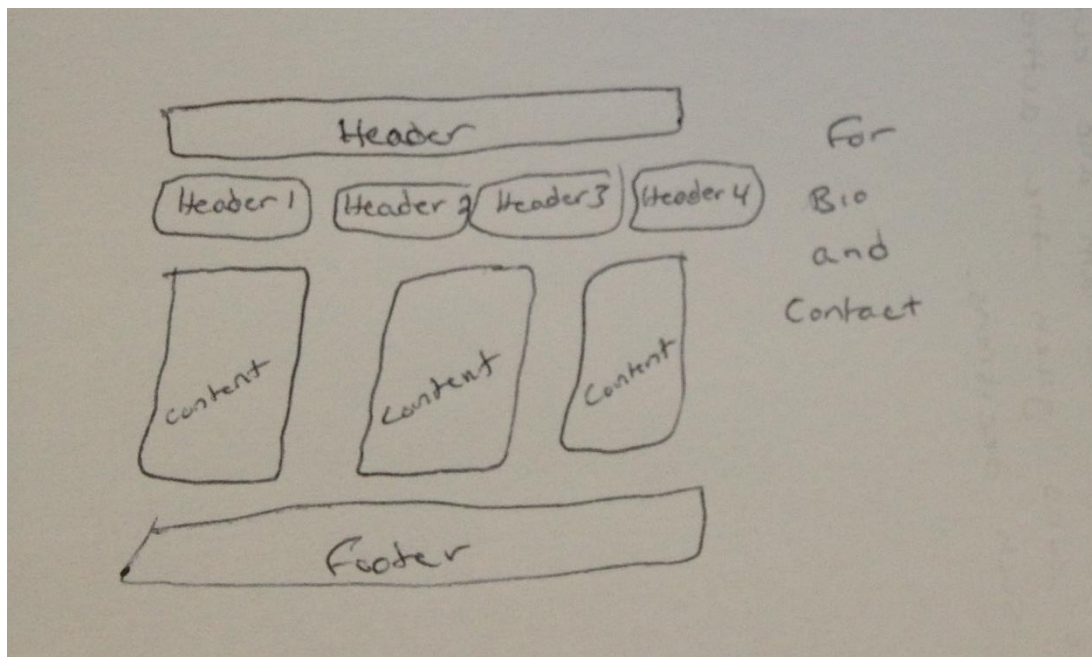 Header
Header 1
Header 2
Header 3
Header 4
Content
Content
Content
Footer
For
Bio
and
Contact